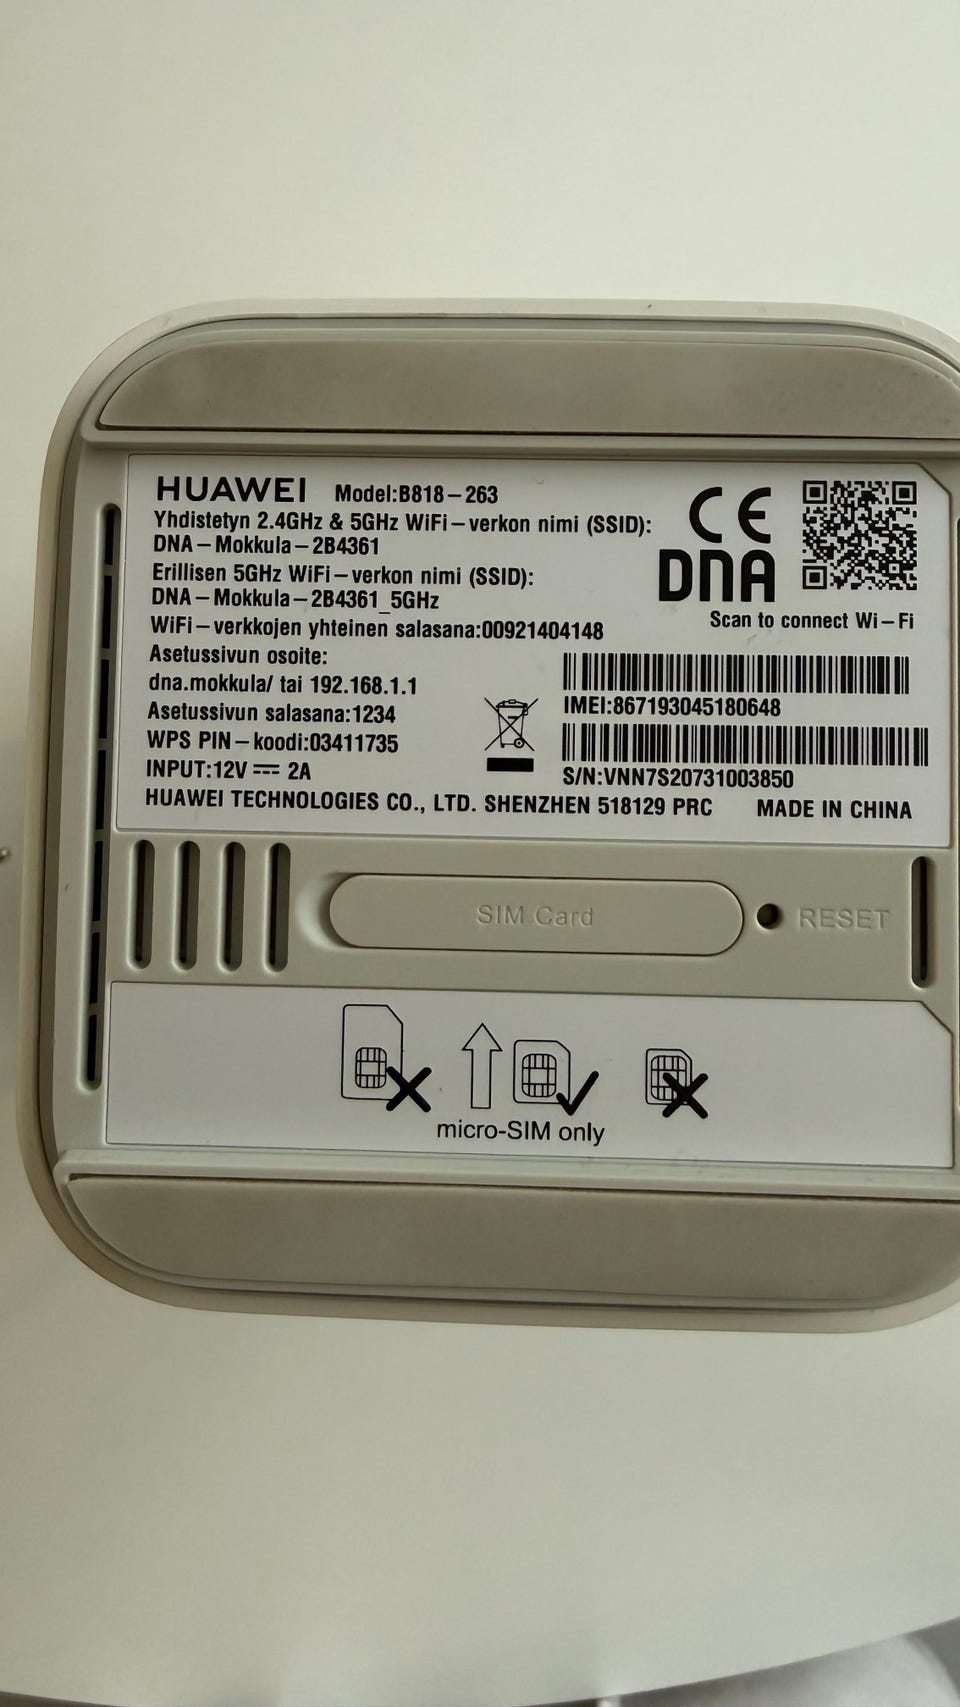 HUAWEI Model:B818-263
Yhdistetyn 2.4GHz & 5GHz WiFi-verkon nimi (SSID):
DNA-Mokkula-2B4361
Erillisen 5GHz WiFi-verkon nimi (SSID):
DNA-Mokkula-2B4361_5GHz
WiFi-verkkojen yhteinen salasana:00921404148
Asetussivun osoite:
dna.mokkula/ tai 192.168.1.1
Asetussivun salasana:1234
WPS PIN-koodi:03411735
INPUT:12V ⎓ 2A
HUAWEI TECHNOLOGIES CO., LTD. SHENZHEN 518129 PRC MADE IN CHINA
CE
DNA
Scan to connect Wi-Fi
IMEI:867193045180648
S/N:VNN7S20731003850
SIM Card
RESET
micro-SIM only